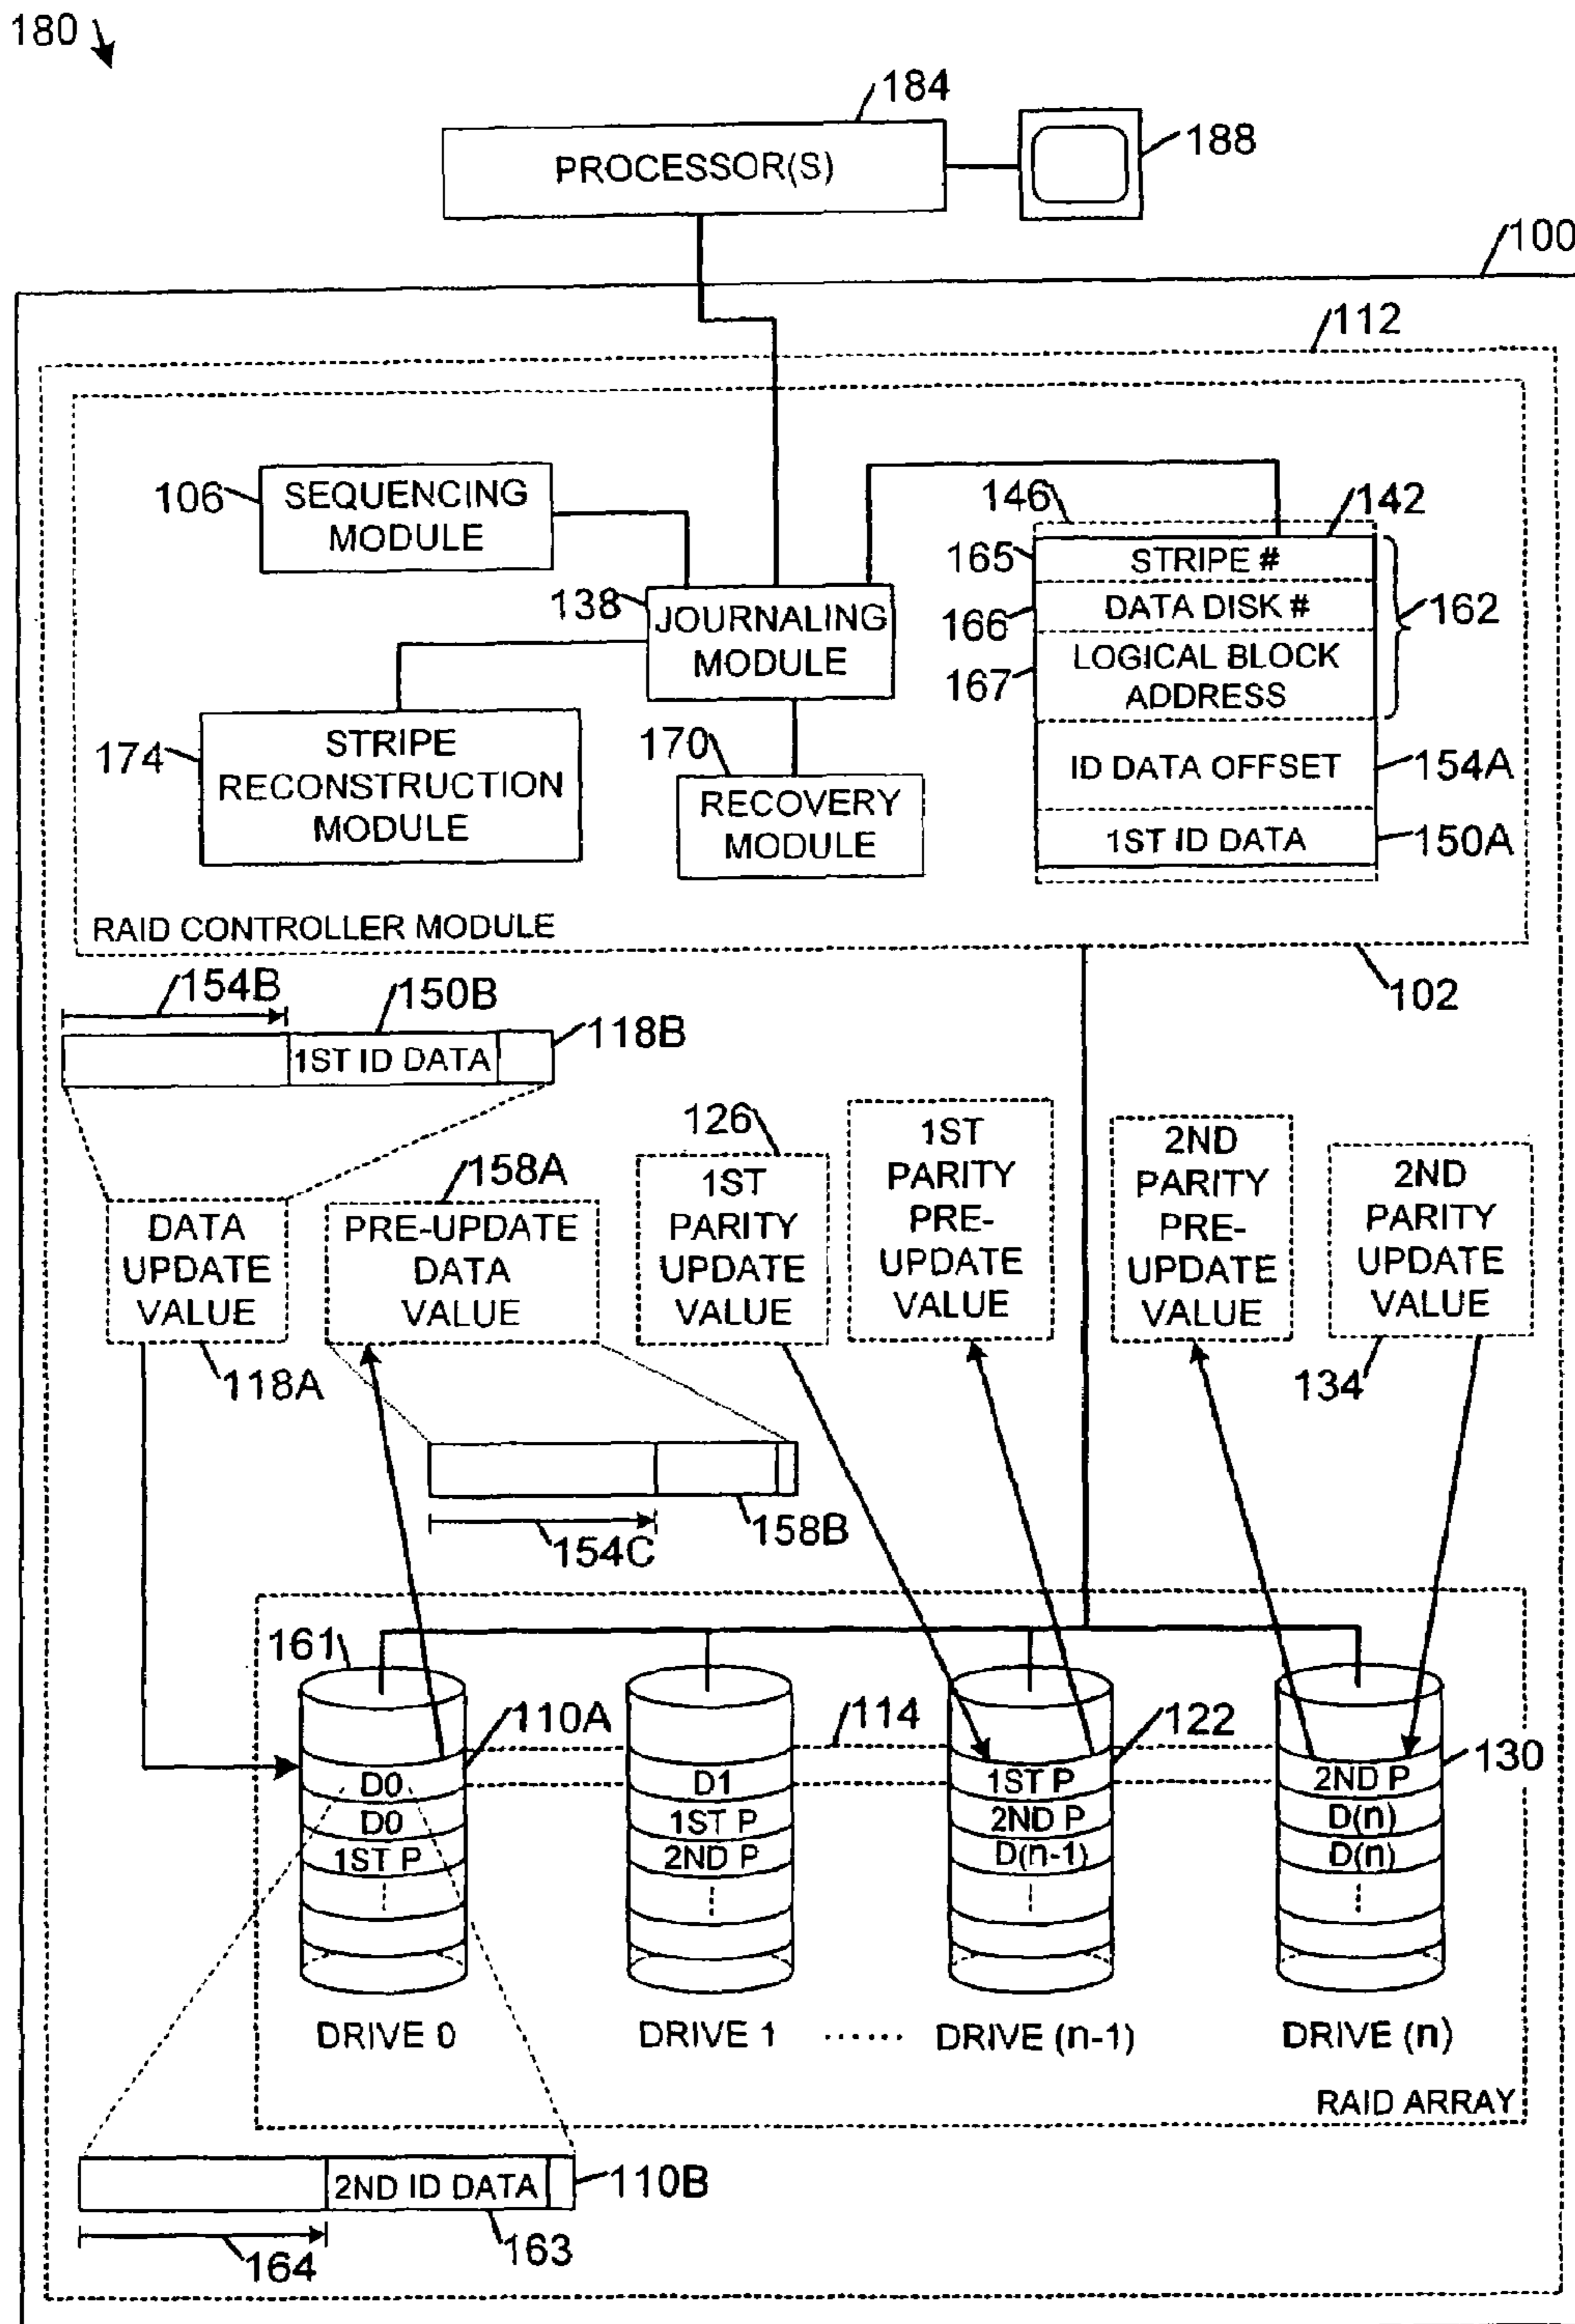 180
184
PROCESSOR(S)
188
100
112
106
SEQUENCING
MODULE
146
142
165
STRIPE #
166
DATA DISK #
162
167
LOGICAL BLOCK
ADDRESS
138
JOURNALING
MODULE
174
STRIPE
RECONSTRUCTION
MODULE
170
RECOVERY
MODULE
ID DATA OFFSET
154A
1ST ID DATA
150A
RAID CONTROLLER MODULE
102
154B
150B
1ST ID DATA
118B
DATA
UPDATE
VALUE
118A
158A
PRE-UPDATE
DATA
VALUE
126
1ST
PARITY
UPDATE
VALUE
1ST
PARITY
PRE-
UPDATE
VALUE
2ND
PARITY
PRE-
UPDATE
VALUE
2ND
PARITY
UPDATE
VALUE
134
154C
158B
161
110A
114
122
130
D0
D0
1ST P
D1
1ST P
2ND P
1ST P
2ND P
D(n-1)
2ND P
D(n)
D(n)
DRIVE 0
DRIVE 1
......
DRIVE (n-1)
DRIVE (n)
RAID ARRAY
2ND ID DATA
110B
164
163